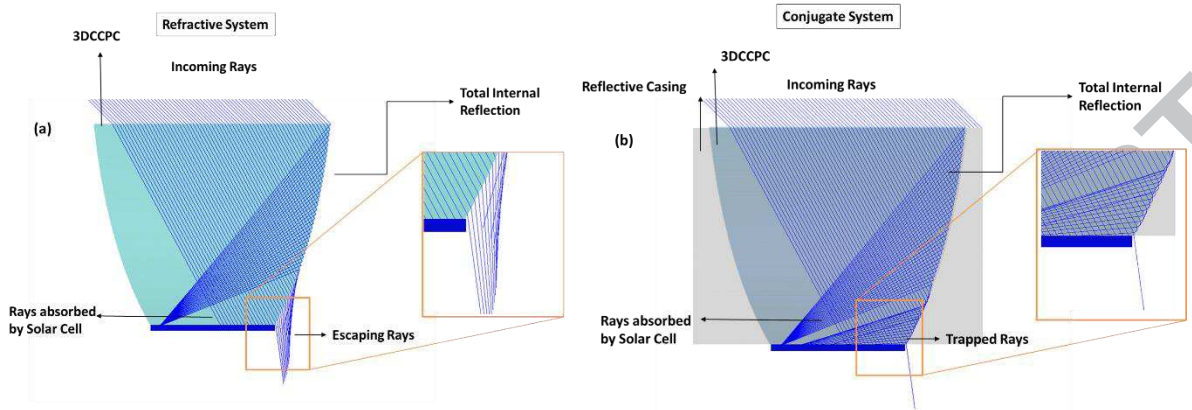 Refractive System
3DCCPC
Incoming Rays
Total Internal
Reflection
(a)
Rays absorbed
by Solar Cell
Escaping Rays
Conjugate System
3DCCPC
Reflective Casing
Incoming Rays
Total Internal
Reflection
(b)
Rays absorbed
by Solar Cell
Trapped Rays
T